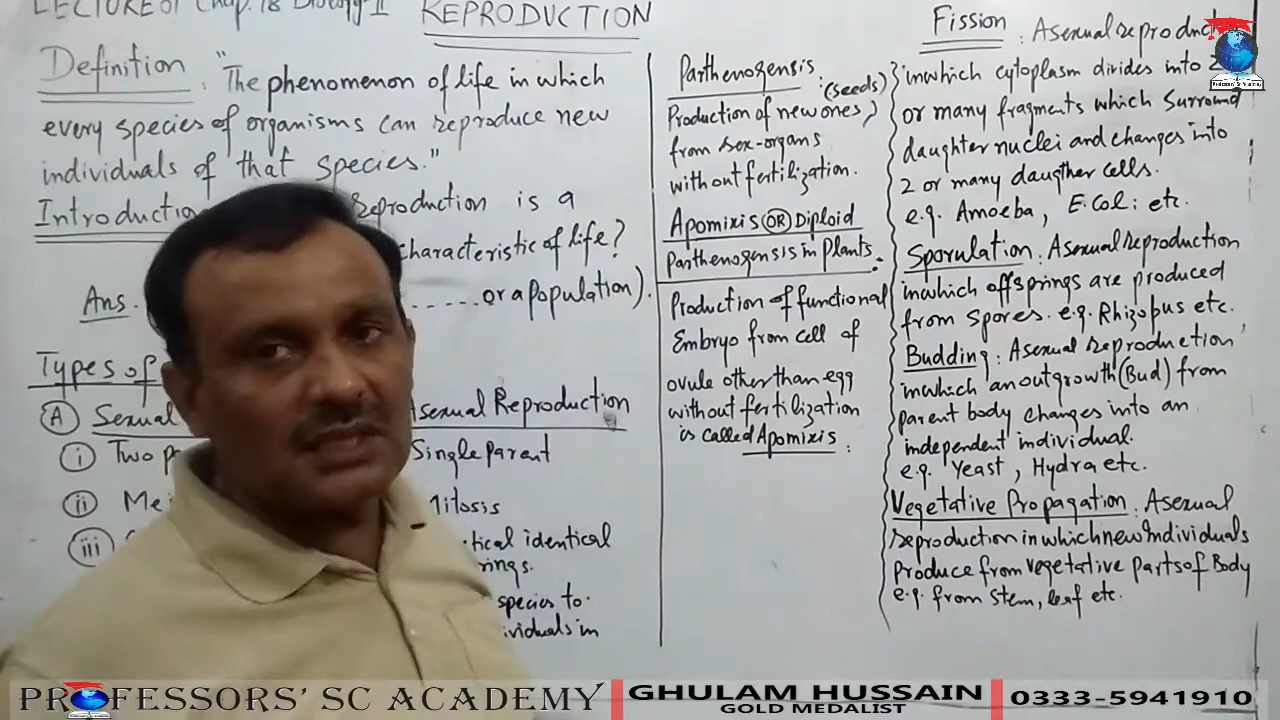 LECTURE 01 Chap. 18 Biology II REPRODUCTION
Definition : "The phenomenon of life in which
every species of organisms can reproduce new
individuals of that species."
Reproduction is a
characteristic of life?
Ans. ...... or a population).
Types of
(A) Sexual Asexual Reproduction
(i) Two Single parent
(ii) Mitosis
(iii) identical
species to
in
Parthenogensis : (seeds)
Production of new ones,
from sex-organs
without fertilization.
Apomixis (OR) Diploid
Parthenogensis in Plants :
Production of functional
Embryo from cell of
ovule other than egg
without fertilization
is called Apomixis :
Fission : Asexual reproduct
in which cytoplasm divides into 2
or many fragments which Surround
daughter nuclei and changes into
2 or many daugther cells.
e.g. Amoeba, E.Coli etc.
Sporulation : Asexual reproduction
in which offsprings are produced
from Spores. e.g. Rhizopus etc.
Budding : Asexual reproduction
in which an outgrowth (Bud) from
parent body changes into an
independent individual.
e.g. Yeast, Hydra etc.
Vegetative Propagation : Asexual
reproduction in which new individuals
Produce from vegetative parts of Body
e.g. from stem, leaf etc.
PROFESSORS' SC ACADEMY
GHULAM HUSSAIN
GOLD MEDALIST
0333-5941910